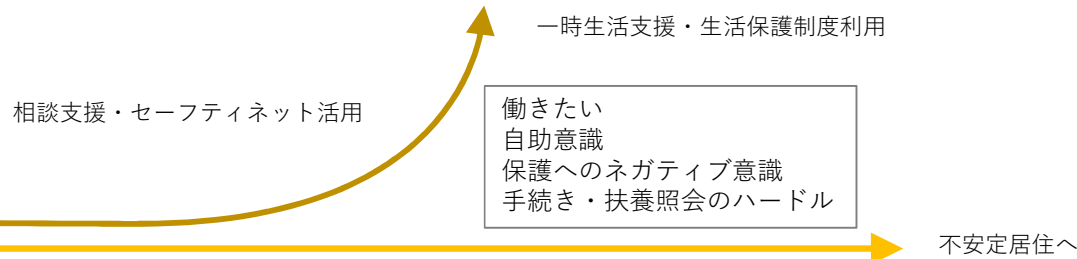 一時生活支援・生活保護制度利用
相談支援・セーフティネット活用
働きたい
自助意識
保護へのネガティブ意識
手続き・扶養照会のハードル
不安定居住へ